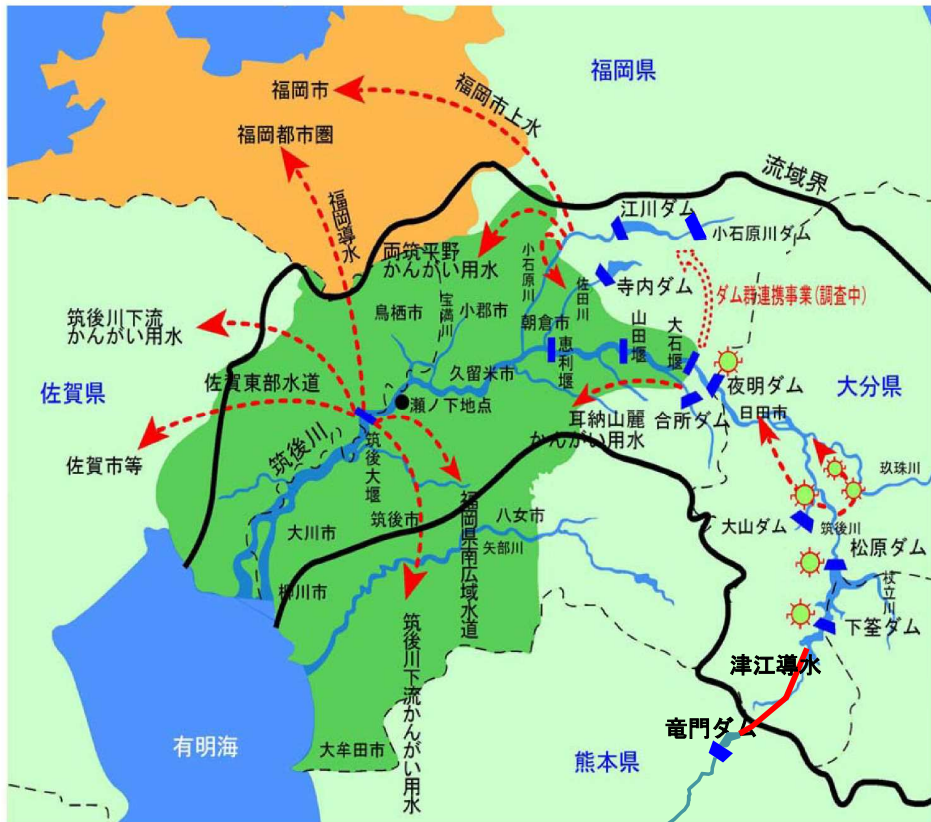 福岡県
福岡市
福岡市上水
福岡都市圏
流域界
福岡導水
江川ダム
小石原川ダム
両筑平野
かんがい用水
小石原川
寺内ダム
ダム群連携事業(調査中)
佐田川
鳥栖市
宝満川
小郡市
筑後川下流
かんがい用水
朝倉市
恵利堰
山田堰
大石堰
佐賀県
佐賀東部水道
久留米市
夜明ダム
大分県
瀬ノ下地点
耳納山麓
かんがい用水
合所ダム
日田市
佐賀市等
筑後川
筑後大堰
玖珠川
大川市
筑後市
福岡県南広域水道
八女市
矢部川
大山ダム
筑後川
松原ダム
杖立川
柳川市
下筌ダム
筑後川下流かんがい用水
津江導水
竜門ダム
有明海
大牟田市
熊本県